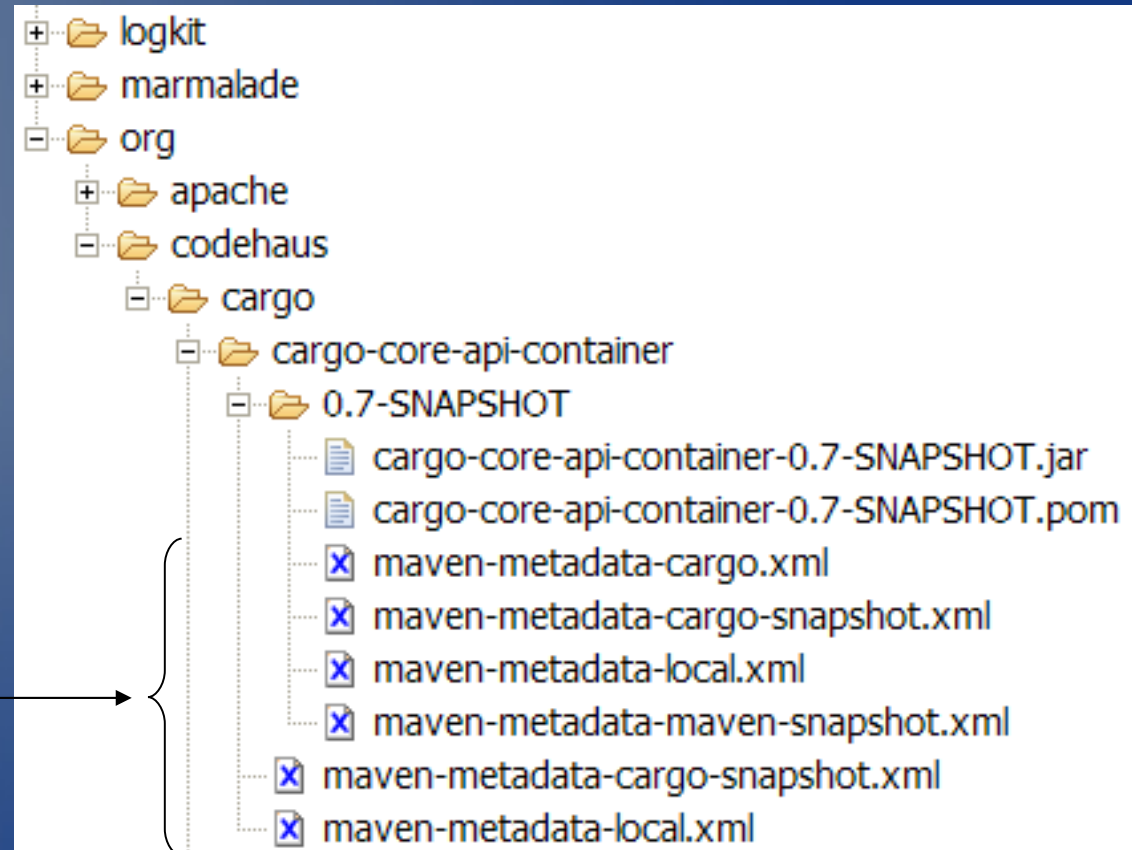 logkit
marmalade
org
apache
codehaus
cargo
cargo-core-api-container
0.7-SNAPSHOT
cargo-core-api-container-0.7-SNAPSHOT.jar
cargo-core-api-container-0.7-SNAPSHOT.pom
maven-metadata-cargo.xml
maven-metadata-cargo-snapshot.xml
maven-metadata-local.xml
maven-metadata-maven-snapshot.xml
maven-metadata-cargo-snapshot.xml
maven-metadata-local.xml